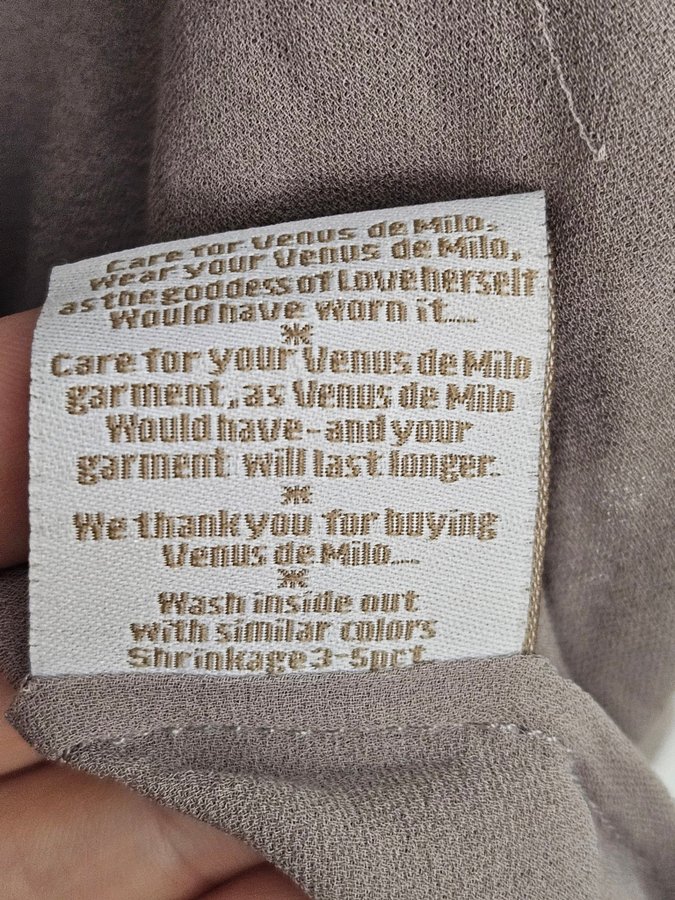 Care for Venus de Milo.
Wear your Venus de Milo,
as the goddess of Love herself
Would have worn it.....
*
Care for your Venus de Milo
garment, as Venus de Milo
Would have-and your
garment will last longer.
*
We thank you for buying
Venus de Milo.....
*
Wash inside out
with similar colors
Shrinkage 3-5pct.